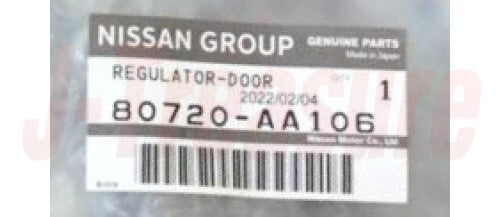 NISSAN GROUP GENUINE PARTS
Made in Japan
REGULATOR-DOOR QTY 1
2022/02/04
80720-AA106
Nissan Motor Co., Ltd